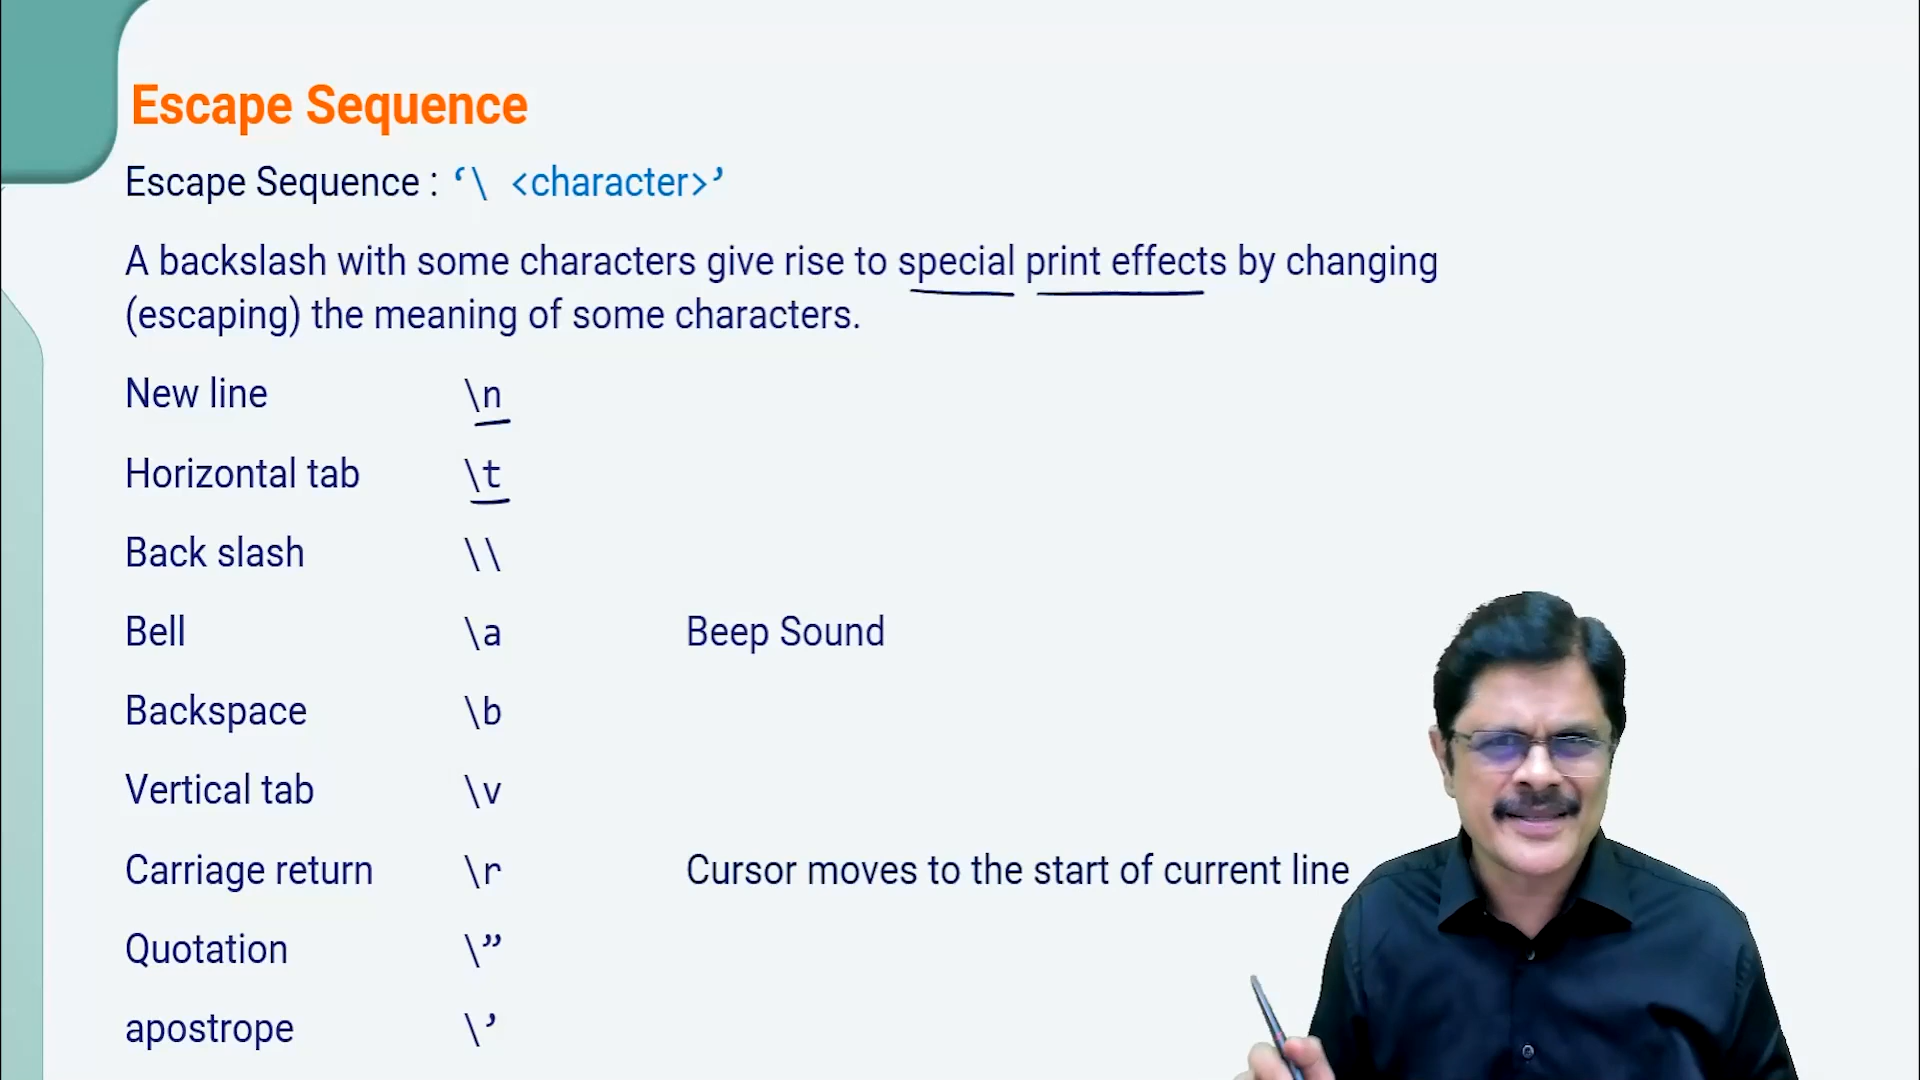 Escape Sequence
Escape Sequence : ‘\ <character>’
A backslash with some characters give rise to special print effects by changing
(escaping) the meaning of some characters.
New line \n
Horizontal tab \t
Back slash \\
Bell \a Beep Sound
Backspace \b
Vertical tab \v
Carriage return \r Cursor moves to the start of current line
Quotation \”
apostrope \’